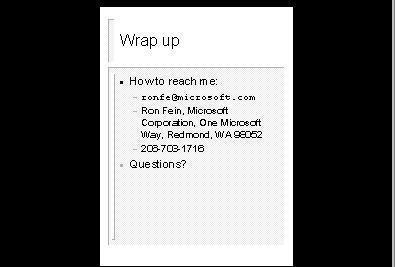 Wrap up
How to reach me:
ronfe@microsoft.com
Ron Fein, Microsoft
Corporation, One Microsoft
Way, Redmond, WA 98052
206-703-1716
Questions?